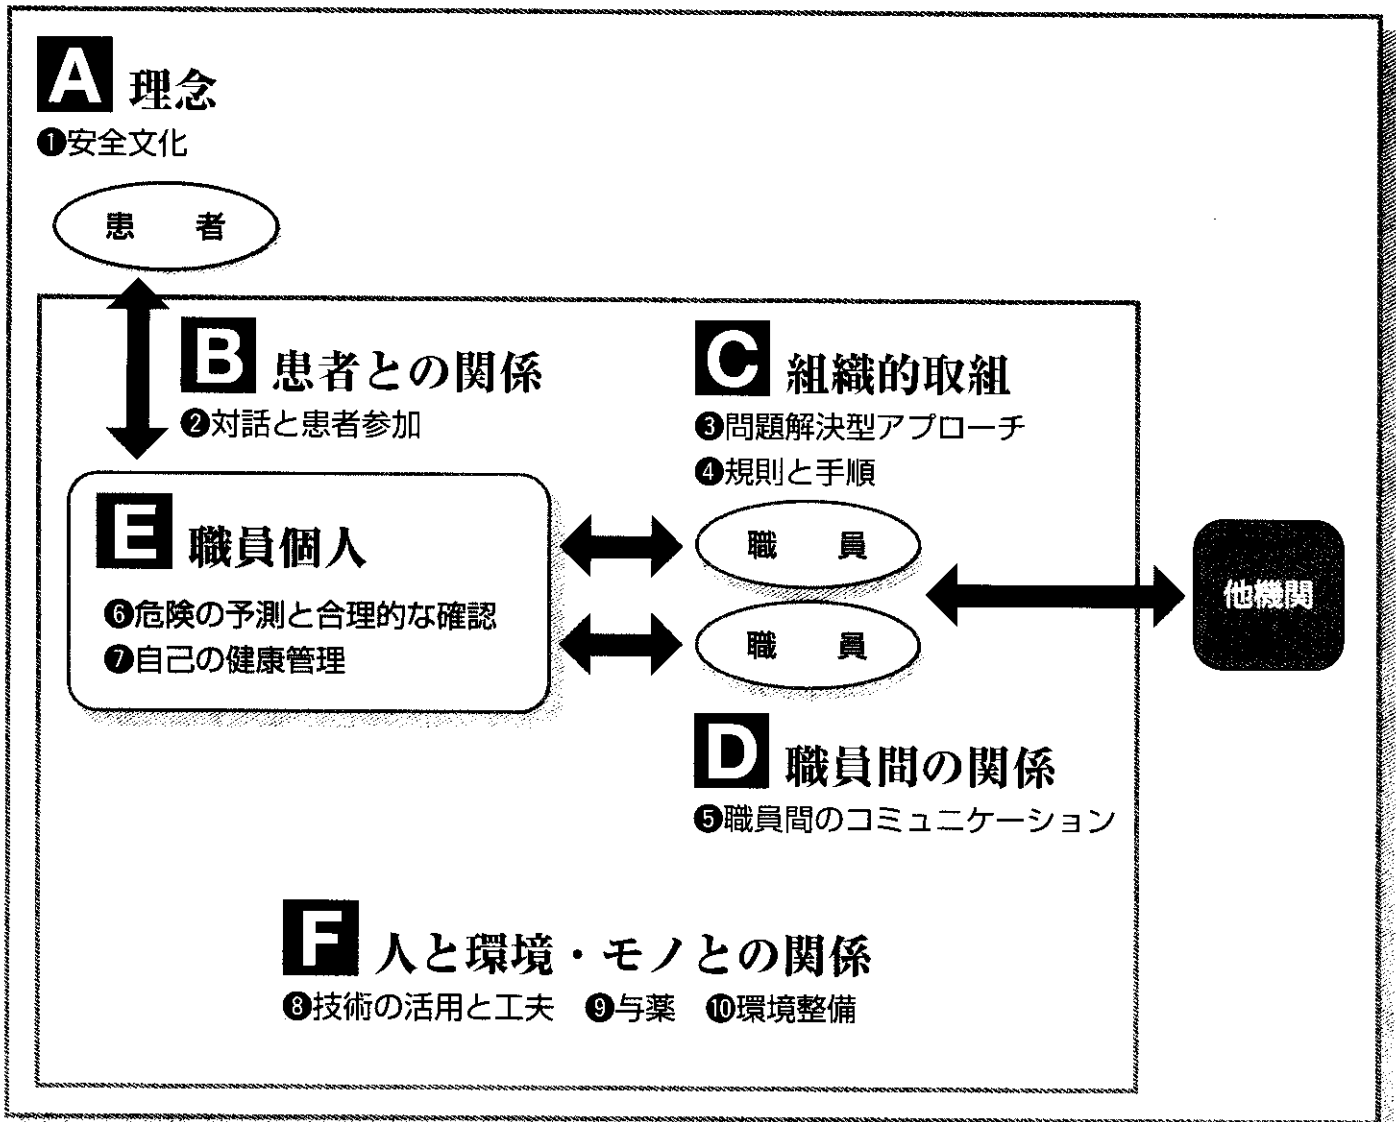 A 理念
❶安全文化
患 者
B 患者との関係
❷対話と患者参加
C 組織的取組
❸問題解決型アプローチ
❹規則と手順
E 職員個人
❻危険の予測と合理的な確認
❼自己の健康管理
職 員
職 員
他機関
D 職員間の関係
❺職員間のコミュニケーション
F 人と環境・モノとの関係
❽技術の活用と工夫 ❾与薬 ❿環境整備